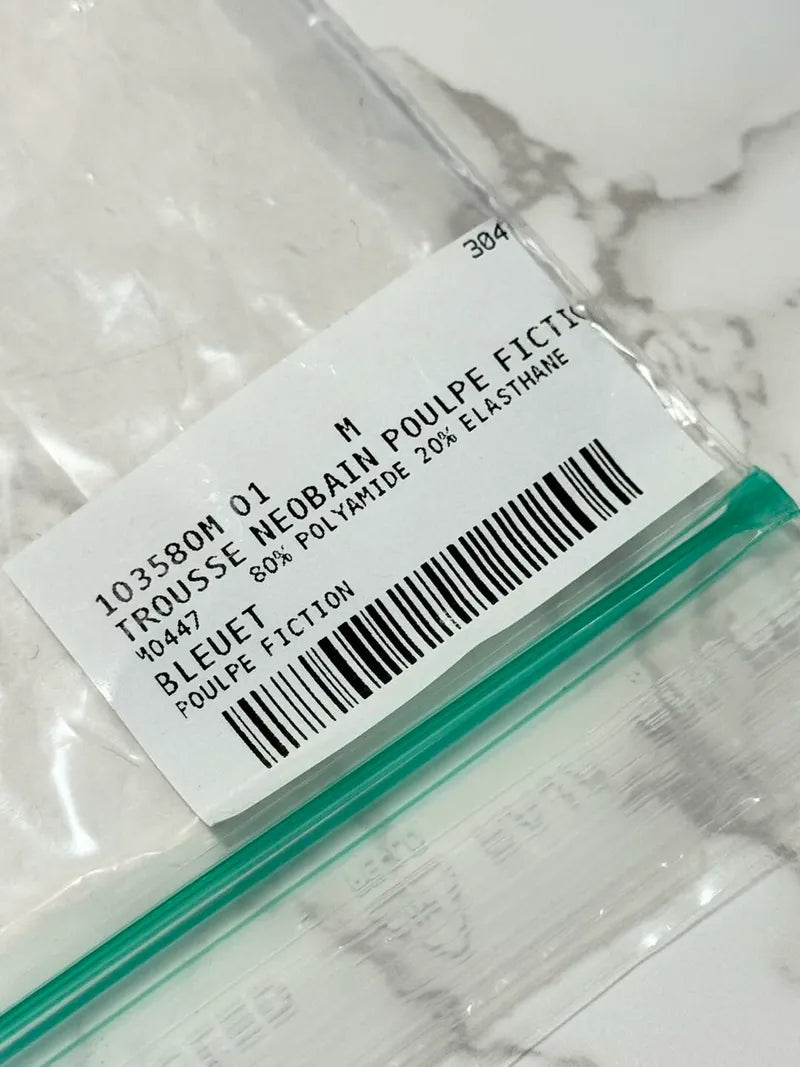 304
M
103580M 01
TROUSSE NEOBAIN POULPE FICTIO
80% POLYAMIDE 20% ELASTHANE
40447
BLEUET
POULPE FICTION